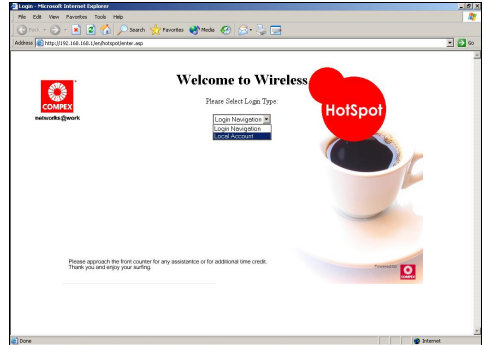 Login - Microsoft Internet Explorer
File Edit View Favorites Tools Help
Back Search Favorites Media
Address http://192.168.168.1/en/hotspot/enter.asp Go
Welcome to Wireless
HotSpot
COMPEX
networks@work
Please Select Login Type:
Login Navigation
Login Navigation
Local Account
Please approach the front counter for any assistantce or for additional time credit.
Thank you and enjoy your surfing.
Powered by
Done Internet